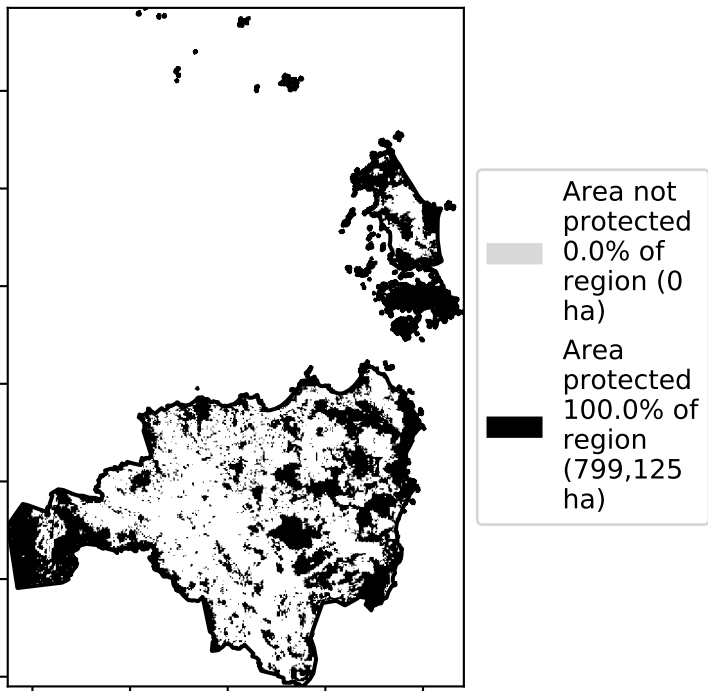 Area not
protected
0.0% of
region (0
ha)
Area
protected
100.0% of
region
(799,125
ha)